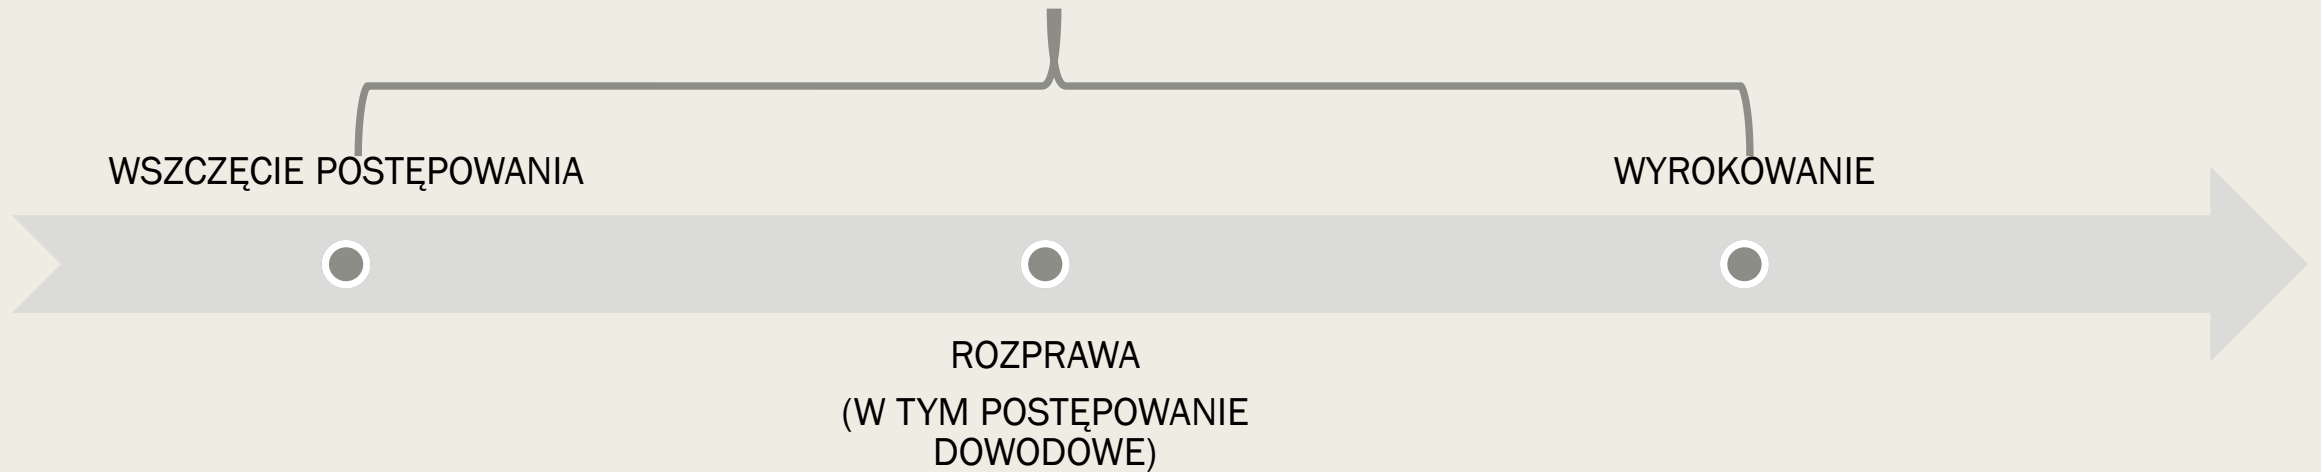 WSZCZĘCIE POSTĘPOWANIA
WYROKOWANIE
ROZPRAWA
(W TYM POSTĘPOWANIE
DOWODOWE)